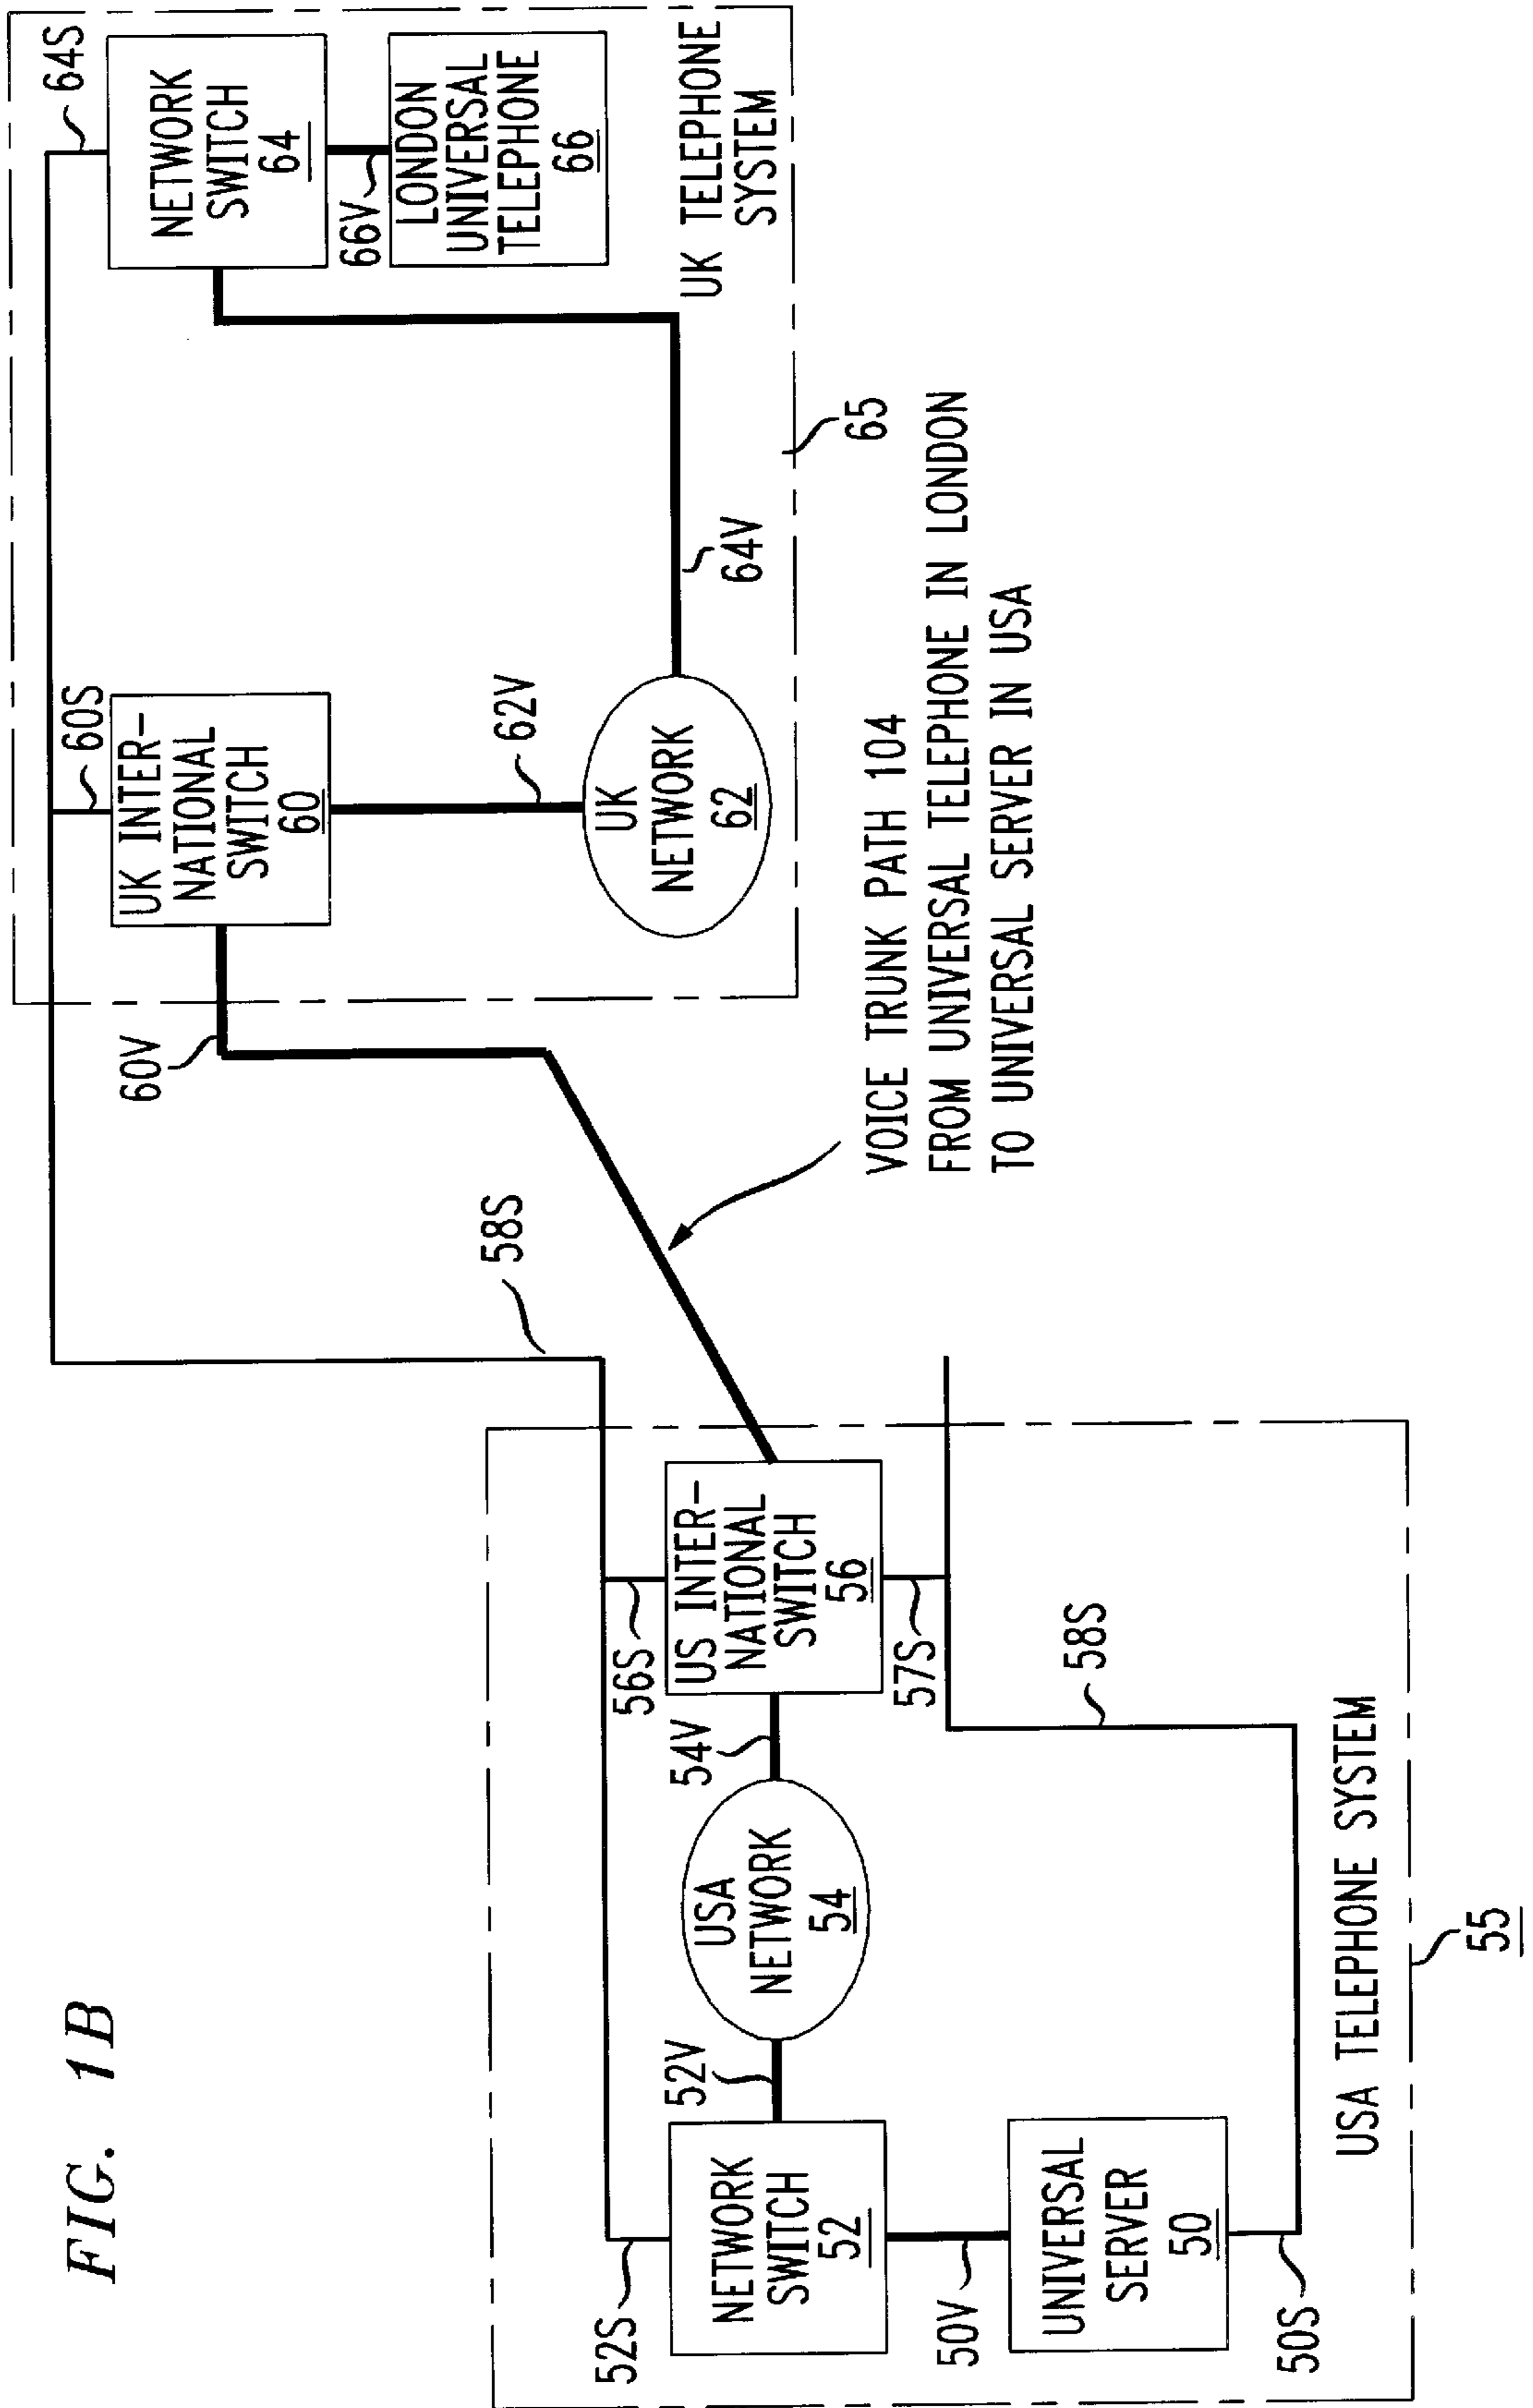 FIG. 1B
52S
NETWORK
SWITCH
52
50V
UNIVERSAL
SERVER
50
50S
52V
USA
NETWORK
54
54V
56S
US INTER-
NATIONAL
SWITCH
56
57S
58S
USA TELEPHONE SYSTEM
55
58S
60V
VOICE TRUNK PATH 104
FROM UNIVERSAL TELEPHONE IN LONDON
TO UNIVERSAL SERVER IN USA
60S
UK INTER-
NATIONAL
SWITCH
60
62V
UK
NETWORK
62
64V
65
64S
NETWORK
SWITCH
64
66V
LONDON
UNIVERSAL
TELEPHONE
66
UK TELEPHONE
SYSTEM